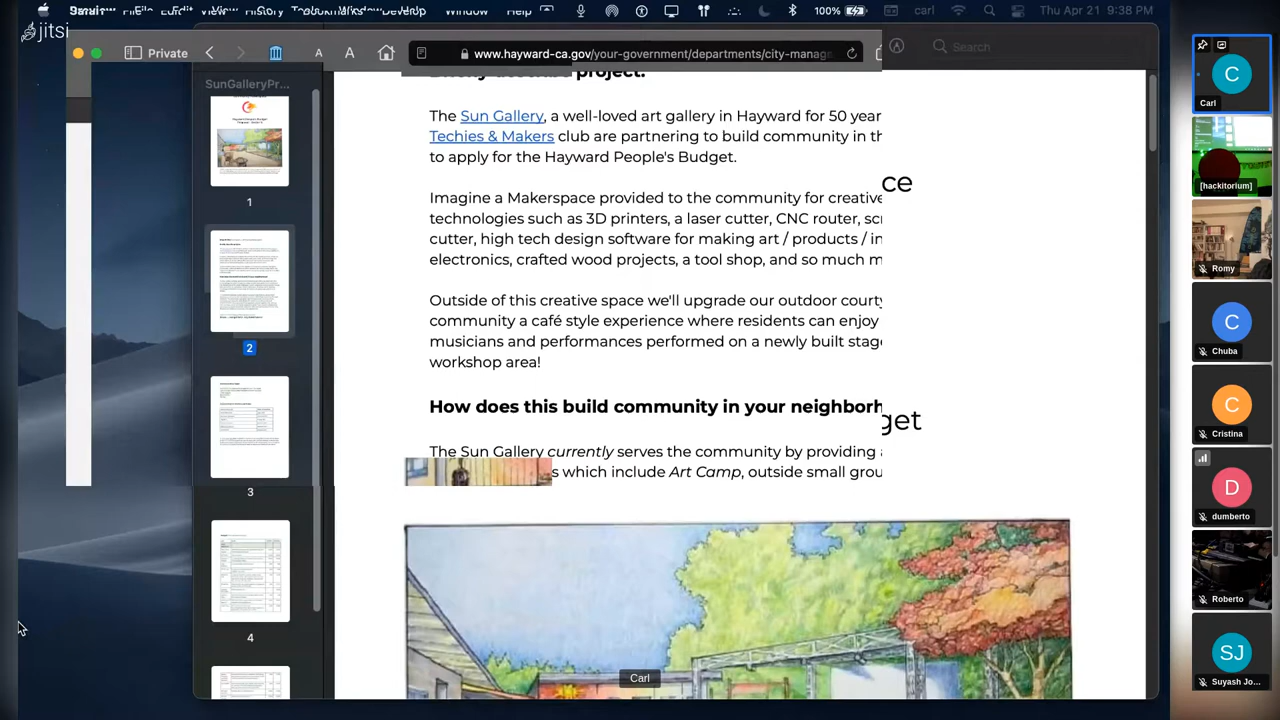 File Edit View History Window Help
100% carl Thu Apr 21 9:38 PM
jitsi
Private A A www.hayward-ca.gov/your-government/departments/city-manag
Search
SunGalleryPr...
project.
The Sun Gallery, a well-loved art gallery in Hayward for 50 year
Techies & Makers club are partnring to build community in th
to apply for the Hayward People's Budget.
ce
Imagine a Makerspace provided to the community for creative
technologies such as 3D printers, a laser cutter, CNC router, scr
cutter, high tech design software for making art / products / in
electronics, crafted wood projects, a tool shop, and so much m
Outside of this creative space we'll upgrade our outdoor courty
community a café style experience where residents can enjoy
musicians and performances performed on a newly built stage
workshop area!
How does this build community in your neighborh
get
The Sun Gallery currently serves the community by providing a
s which include Art Camp, outside small grou
1
2
3
4
Carl
C
Carl
[hackitorium]
Romy
C
Chuba
C
Cristina
D
dumberto
Roberto
SJ
Suyash Jo...